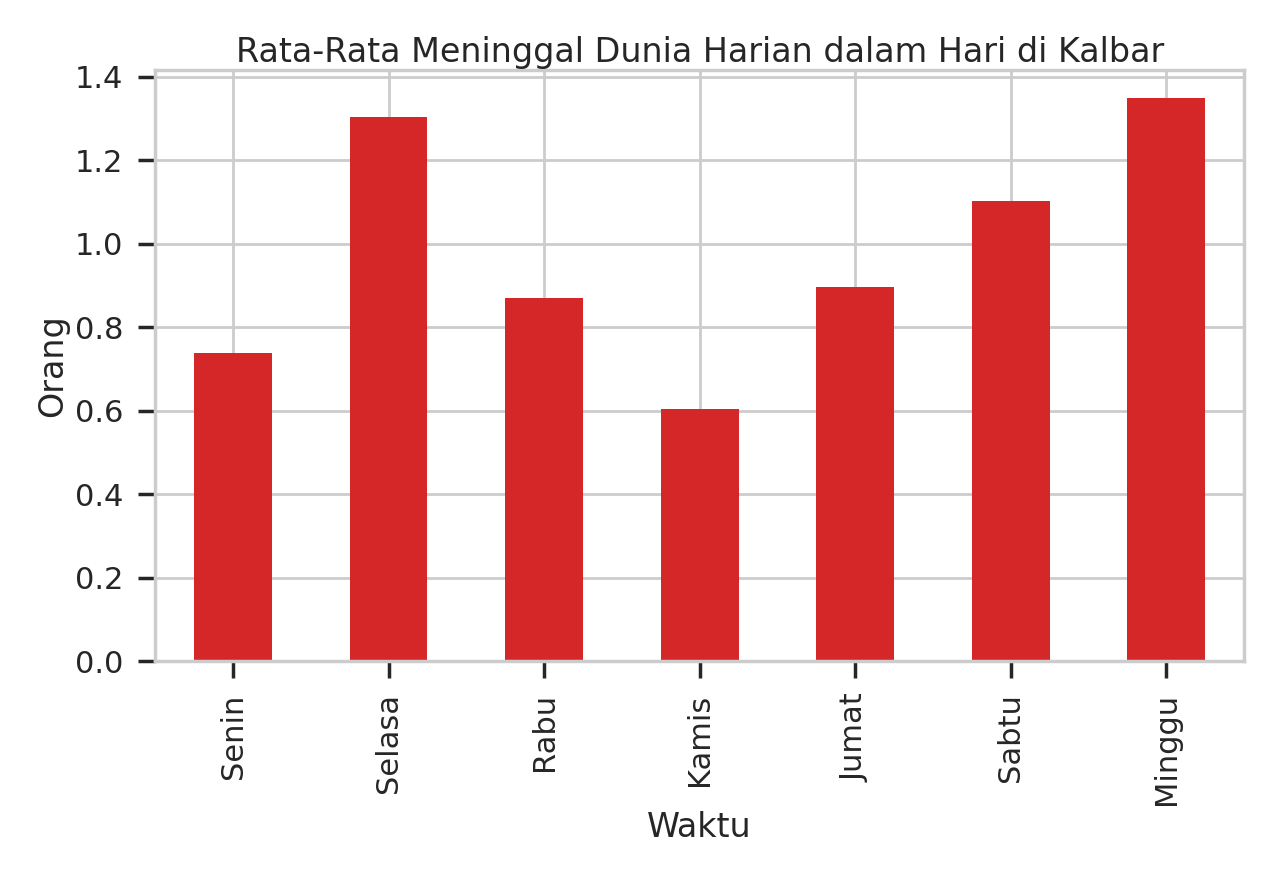 Rata-Rata Meninggal Dunia Harian dalam Hari di Kalbar
1.4
1.2
1.0
0.8
0.6
0.4
0.2
0.0
Orang
Senin
Selasa
Rabu
Kamis
Jumat
Sabtu
Minggu
Waktu